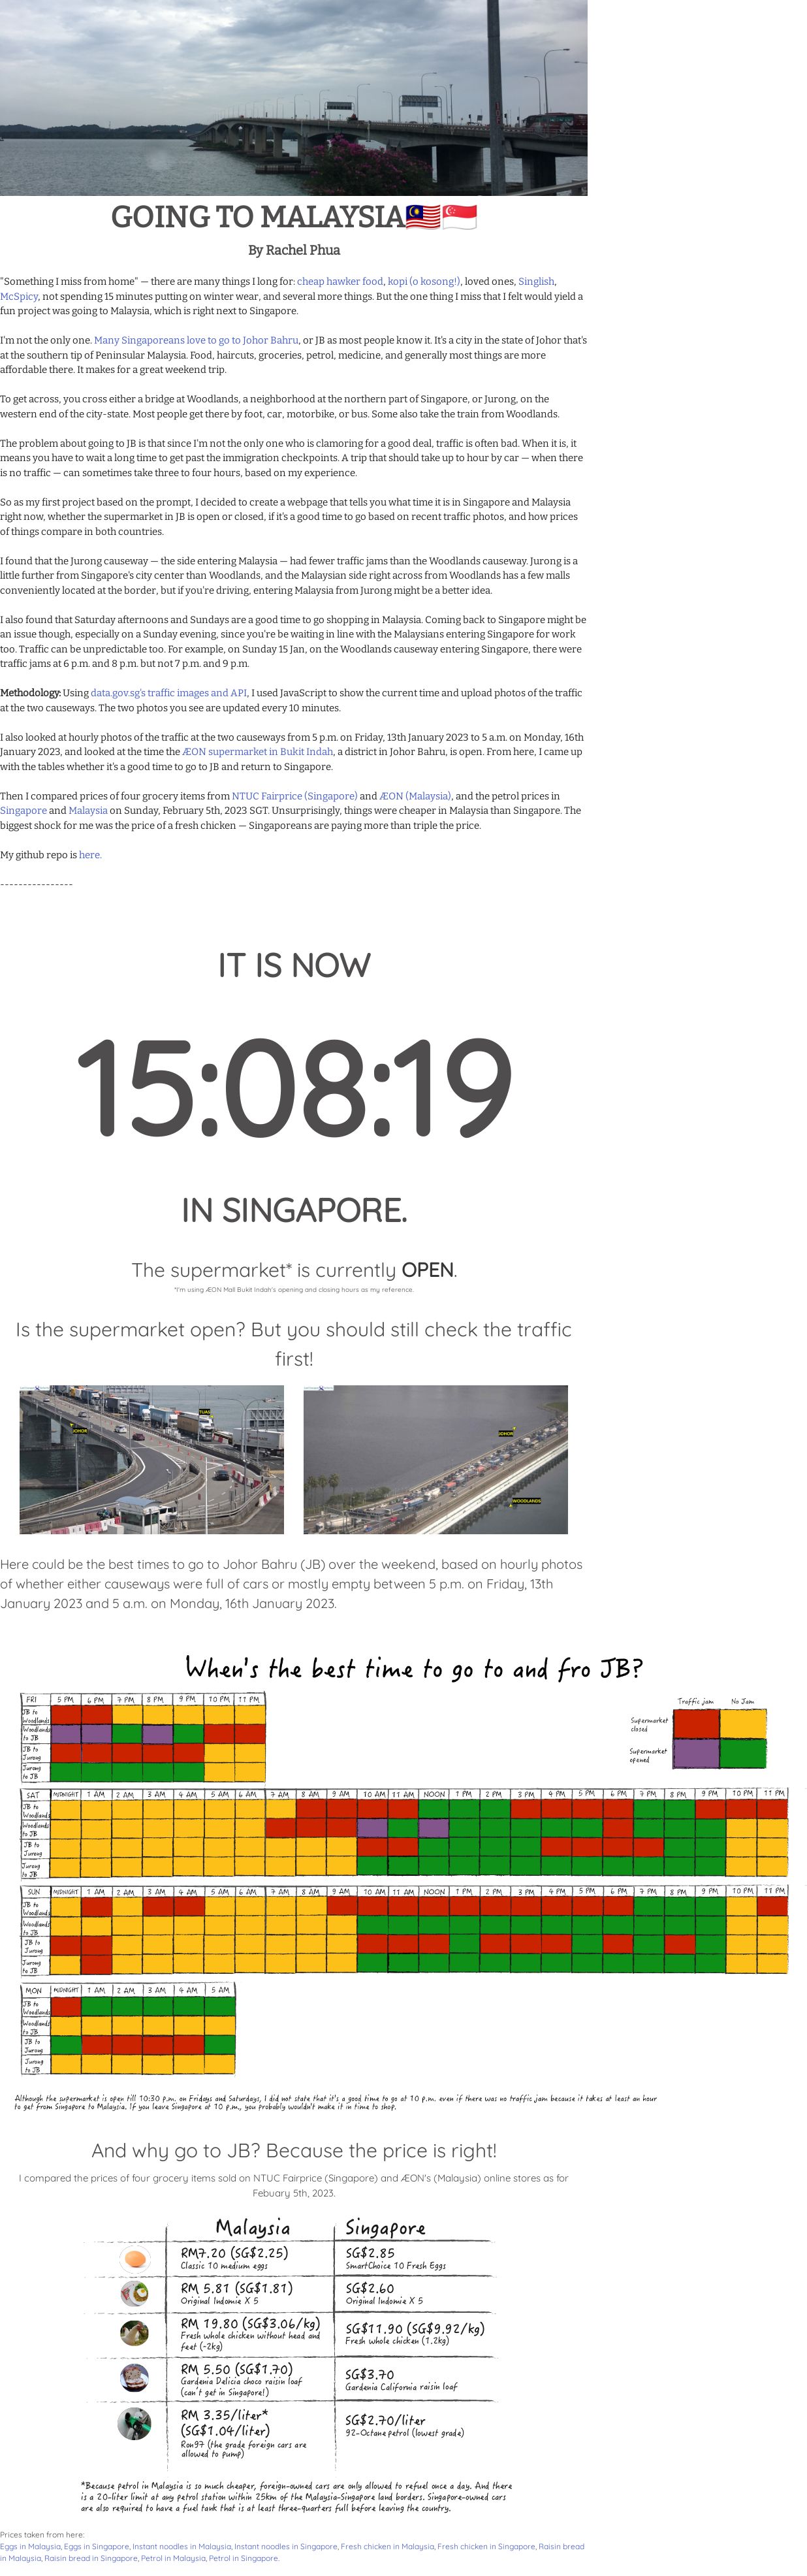 GOING TO MALAYSIA🇲🇾🇸🇬
By Rachel Phua
"Something I miss from home" — there are many things I long for: cheap hawker food, kopi (o kosong!), loved ones, Singlish,
McSpicy, not spending 15 minutes putting on winter wear, and several more things. But the one thing I miss that I felt would yield a
fun project was going to Malaysia, which is right next to Singapore.
I'm not the only one. Many Singaporeans love to go to Johor Bahru, or JB as most people know it. It's a city in the state of Johor that's
at the southern tip of Peninsular Malaysia. Food, haircuts, groceries, petrol, medicine, and generally most things are more
affordable there. It makes for a great weekend trip.
To get across, you cross either a bridge at Woodlands, a neighborhood at the northern part of Singapore, or Jurong, on the
western end of the city-state. Most people get there by foot, car, motorbike, or bus. Some also take the train from Woodlands.
The problem about going to JB is that since I'm not the only one who is clamoring for a good deal, traffic is often bad. When it is, it
means you have to wait a long time to get past the immigration checkpoints. A trip that should take up to hour by car — when there
is no traffic — can sometimes take three to four hours, based on my experience.
So as my first project based on the prompt, I decided to create a webpage that tells you what time it is in Singapore and Malaysia
right now, whether the supermarket in JB is open or closed, if it's a good time to go based on recent traffic photos, and how prices
of things compare in both countries.
I found that the Jurong causeway — the side entering Malaysia — had fewer traffic jams than the Woodlands causeway. Jurong is a
little further from Singapore's city center than Woodlands, and the Malaysian side right across from Woodlands has a few malls
conveniently located at the border, but if you're driving, entering Malaysia from Jurong might be a better idea.
I also found that Saturday afternoons and Sundays are a good time to go shopping in Malaysia. Coming back to Singapore might be
an issue though, especially on a Sunday evening, since you're be waiting in line with the Malaysians entering Singapore for work
too. Traffic can be unpredictable too. For example, on Sunday 15 Jan, on the Woodlands causeway entering Singapore, there were
traffic jams at 6 p.m. and 8 p.m. but not 7 p.m. and 9 p.m.
Methodology: Using data.gov.sg's traffic images and API, I used JavaScript to show the current time and upload photos of the traffic
at the two causeways. The two photos you see are updated every 10 minutes.
I also looked at hourly photos of the traffic at the two causeways from 5 p.m. on Friday, 13th January 2023 to 5 a.m. on Monday, 16th
January 2023, and looked at the time the ÆON supermarket in Bukit Indah, a district in Johor Bahru, is open. From here, I came up
with the tables whether it's a good time to go to JB and return to Singapore.
Then I compared prices of four grocery items from NTUC Fairprice (Singapore) and ÆON (Malaysia), and the petrol prices in
Singapore and Malaysia on Sunday, February 5th, 2023 SGT. Unsurprisingly, things were cheaper in Malaysia than Singapore. The
biggest shock for me was the price of a fresh chicken — Singaporeans are paying more than triple the price.
My github repo is here.
----------------
IT IS NOW
15:08:19
IN SINGAPORE.
The supermarket* is currently OPEN.
*I'm using ÆON Mall Bukit Indah's opening and closing hours as my reference.
Is the supermarket open? But you should still check the traffic
first!
JOHOR TUAS
JOHOR
WOODLANDS
Here could be the best times to go to Johor Bahru (JB) over the weekend, based on hourly photos
of whether either causeways were full of cars or mostly empty between 5 p.m. on Friday, 13th
January 2023 and 5 a.m. on Monday, 16th January 2023.
When's the best time to go to and fro JB?
Traffic jam No Jam
Supermarket closed
Supermarket opened
FRI 5 PM 6 PM 7 PM 8 PM 9 PM 10 PM 11 PM
JB to Woodlands
Woodlands to JB
JB to Jurong
Jurong to JB
SAT MIDNIGHT 1 AM 2 AM 3 AM 4 AM 5 AM 6 AM 7 AM 8 AM 9 AM 10 AM 11 AM NOON 1 PM 2 PM 3 PM 4 PM 5 PM 6 PM 7 PM 8 PM 9 PM 10 PM 11 PM
JB to Woodlands
Woodlands to JB
JB to Jurong
Jurong to JB
SUN MIDNIGHT 1 AM 2 AM 3 AM 4 AM 5 AM 6 AM 7 AM 8 AM 9 AM 10 AM 11 AM NOON 1 PM 2 PM 3 PM 4 PM 5 PM 6 PM 7 PM 8 PM 9 PM 10 PM 11 PM
JB to Woodlands
Woodlands to JB
JB to Jurong
Jurong to JB
MON MIDNIGHT 1 AM 2 AM 3 AM 4 AM 5 AM
JB to Woodlands
Woodlands to JB
JB to Jurong
Jurong to JB
Although the supermarket is open till 10:30 p.m. on Fridays and Saturdays, I did not state that it's a good time to go at 10 p.m. even if there was no traffic jam because it takes at least an hour
to get from Singapore to Malaysia. If you leave Singapore at 10 p.m., you probably wouldn't make it in time to shop.
And why go to JB? Because the price is right!
I compared the prices of four grocery items sold on NTUC Fairprice (Singapore) and ÆON's (Malaysia) online stores as for
Febuary 5th, 2023.
Malaysia Singapore
RM7.20 (SG$2.25) SG$2.85
Classic 10 medium eggs SmartChoice 10 Fresh Eggs
RM 5.81 (SG$1.81) SG$2.60
Original Indomie X 5 Original Indomie X 5
RM 19.80 (SG$3.06/kg) SG$11.90 (SG$9.92/kg)
Fresh whole chicken without head and Fresh whole chicken (1.2kg)
feet (~2kg)
RM 5.50 (SG$1.70) SG$3.70
Gardenia Delicia choco raisin loaf Gardenia California raisin loaf
(can't get in Singapore!)
RM 3.35/liter* SG$2.70/liter
(SG$1.04/liter) 92-Octane petrol (lowest grade)
Ron97 (the grade foreign cars are
allowed to pump)
*Because petrol in Malaysia is so much cheaper, foreign-owned cars are only allowed to refuel once a day. And there
is a 20-liter limit at any petrol station within 25km of the Malaysia-Singapore land borders. Singapore-owned cars
are also required to have a fuel tank that is at least three-quarters full before leaving the country.
Prices taken from here:
Eggs in Malaysia, Eggs in Singapore, Instant noodles in Malaysia, Instant noodles in Singapore, Fresh chicken in Malaysia, Fresh chicken in Singapore, Raisin bread
in Malaysia, Raisin bread in Singapore, Petrol in Malaysia, Petrol in Singapore.